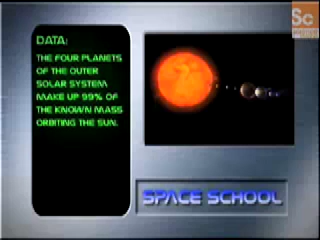 Sc
DATA:
THE FOUR PLANETS
OF THE OUTER
SOLAR SYSTEM
MAKE UP 99% OF
THE KNOWN MASS
ORBITING THE SUN.
SPACE SCHOOL